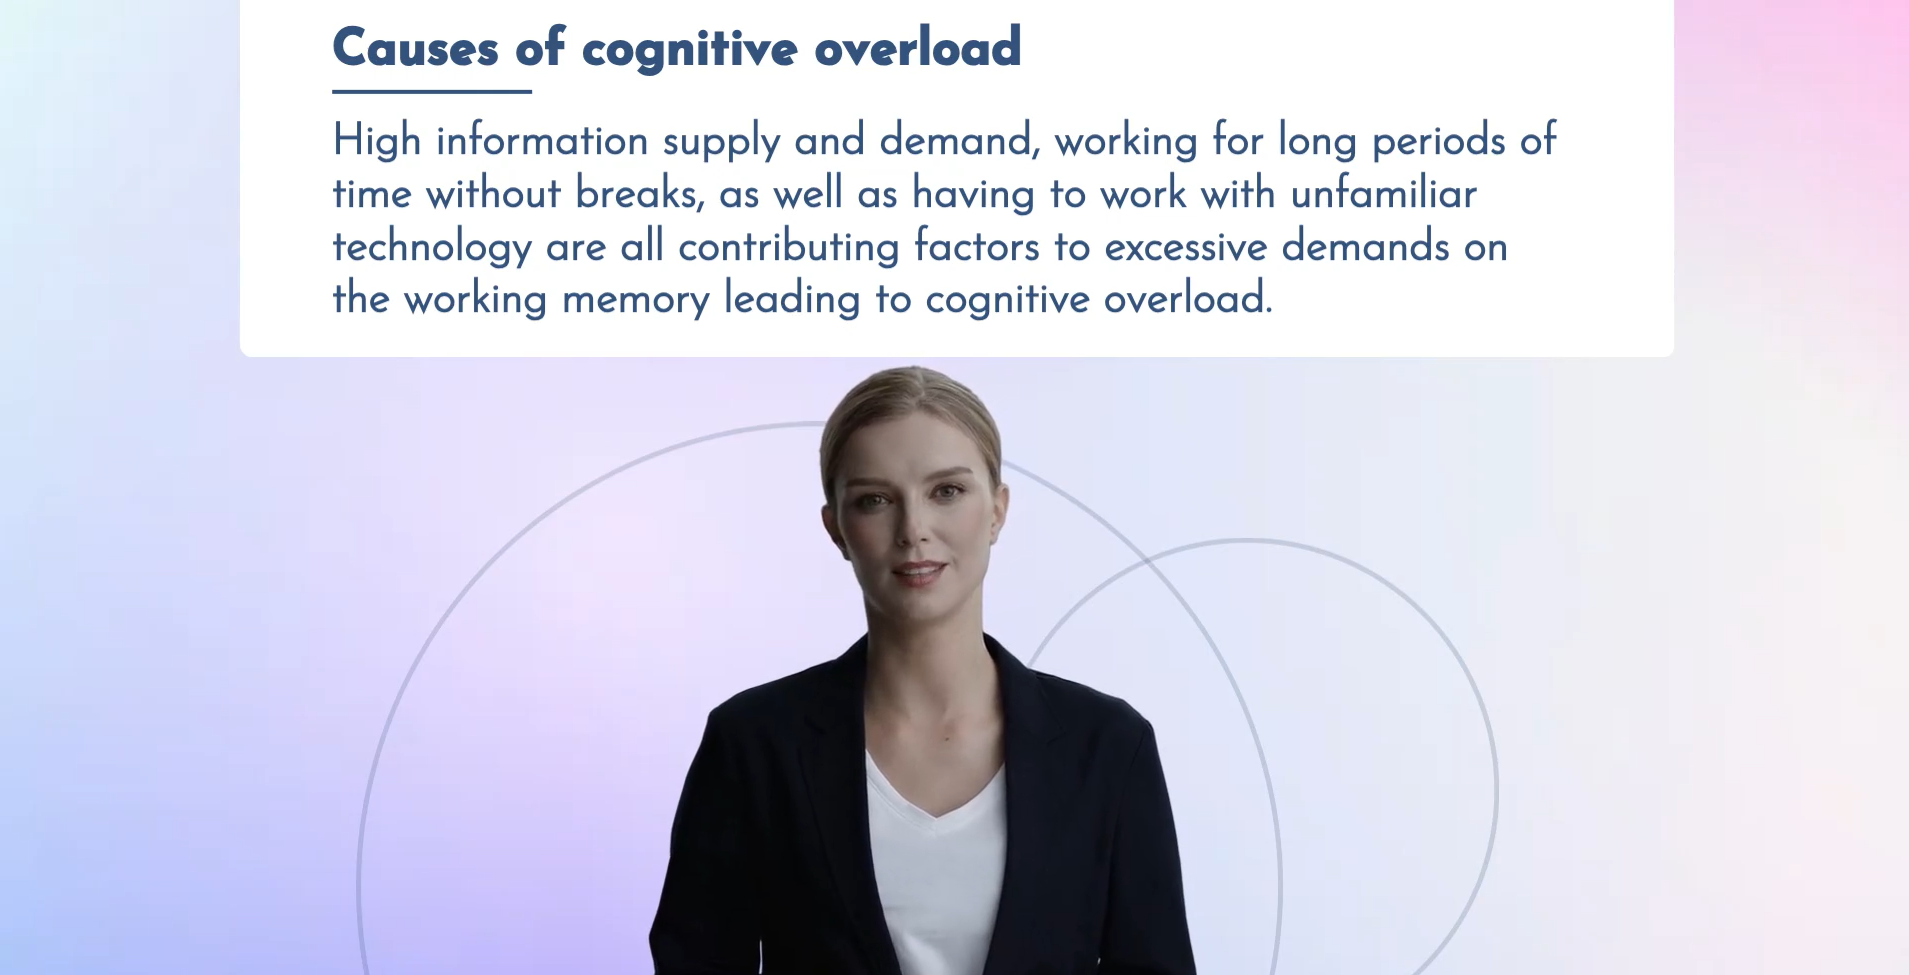 Causes of cognitive overload
High information supply and demand, working for long periods of
time without breaks, as well as having to work with unfamiliar
technology are all contributing factors to excessive demands on
the working memory leading to cognitive overload.